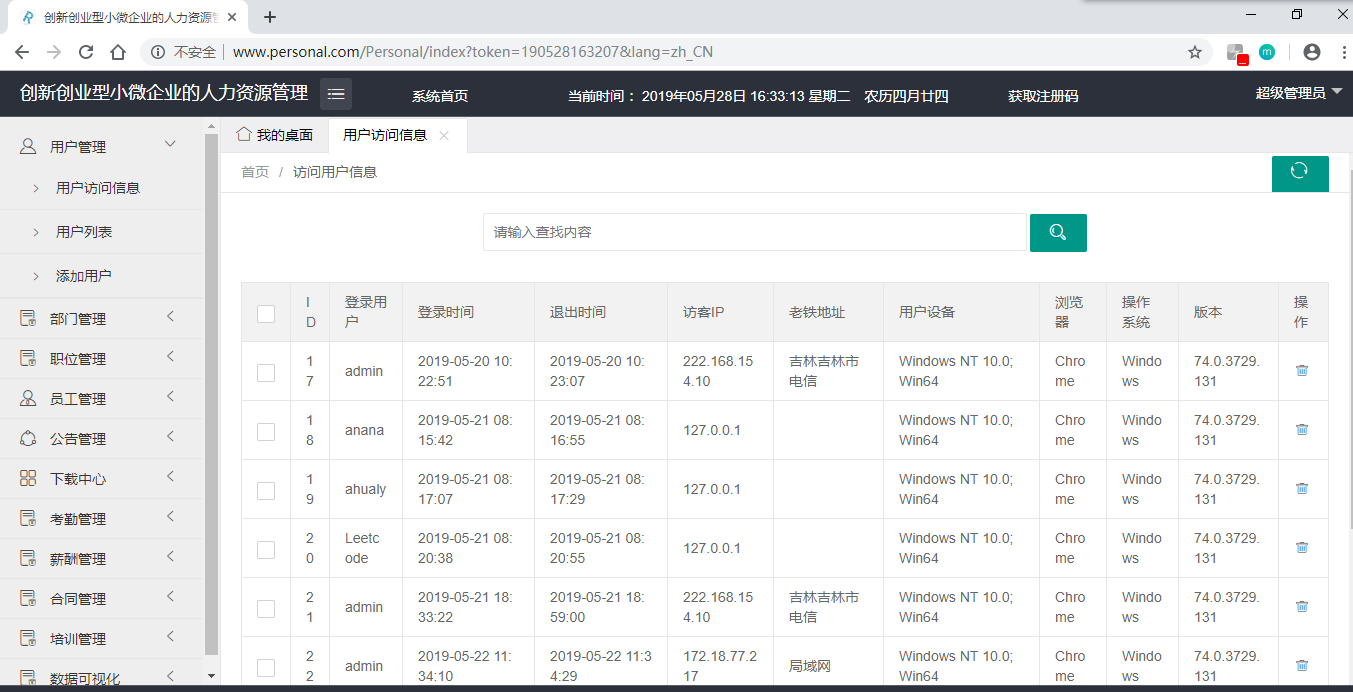 创新创业型小微企业的人力资源管
不安全 www.personal.com/Personal/index?token=190528163207&lang=zh_CN
创新创业型小微企业的人力资源管理 系统首页 当前时间： 2019年05月28日 16:33:13 星期二 农历四月廿四 获取注册码 超级管理员
用户管理
用户访问信息
用户列表
添加用户
部门管理
职位管理
员工管理
公告管理
下载中心
考勤管理
薪酬管理
合同管理
培训管理
数据可视化
我的桌面 用户访问信息
首页 / 访问用户信息
请输入查找内容
ID 登录用户 登录时间 退出时间 访客IP 老铁地址 用户设备 浏览器 操作系统 版本 操作
17 admin 2019-05-20 10:22:51 2019-05-20 10:23:07 222.168.154.10 吉林吉林市电信 Windows NT 10.0; Win64 Chrome Windows 74.0.3729.131
18 anana 2019-05-21 08:15:42 2019-05-21 08:16:55 127.0.0.1 Windows NT 10.0; Win64 Chrome Windows 74.0.3729.131
19 ahualy 2019-05-21 08:17:07 2019-05-21 08:17:29 127.0.0.1 Windows NT 10.0; Win64 Chrome Windows 74.0.3729.131
20 Leetcode 2019-05-21 08:20:38 2019-05-21 08:20:55 127.0.0.1 Windows NT 10.0; Win64 Chrome Windows 74.0.3729.131
21 admin 2019-05-21 18:33:22 2019-05-21 18:59:00 222.168.154.10 吉林吉林市电信 Windows NT 10.0; Win64 Chrome Windows 74.0.3729.131
22 admin 2019-05-22 11:34:10 2019-05-22 11:34:29 172.18.77.217 局域网 Windows NT 10.0; Win64 Chrome Windows 74.0.3729.131